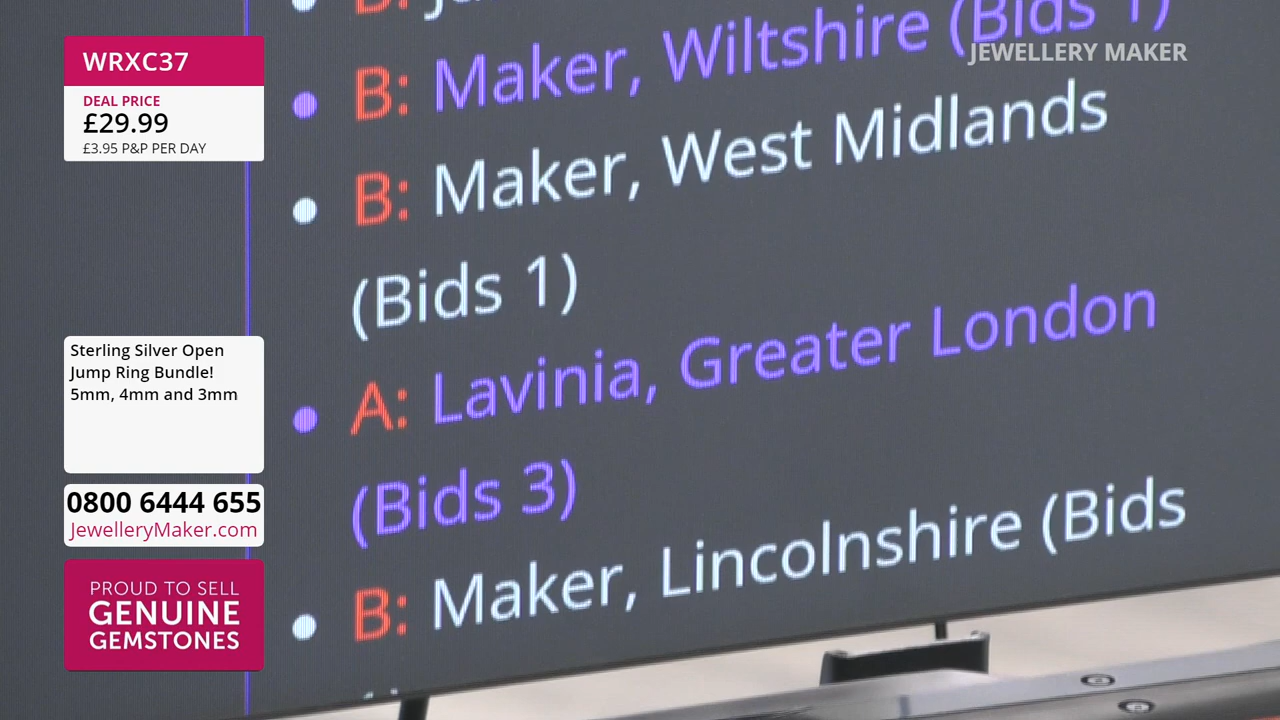 WRXC37
DEAL PRICE
£29.99
£3.95 P&P PER DAY
Sterling Silver Open
Jump Ring Bundle!
5mm, 4mm and 3mm
0800 6444 655
JewelleryMaker.com
PROUD TO SELL
GENUINE
GEMSTONES
JEWELLERY MAKER
B:
B: Maker, Wiltshire (Bids 1)
B: Maker, West Midlands
(Bids 1)
A: Lavinia, Greater London
(Bids 3)
B: Maker, Lincolnshire (Bids